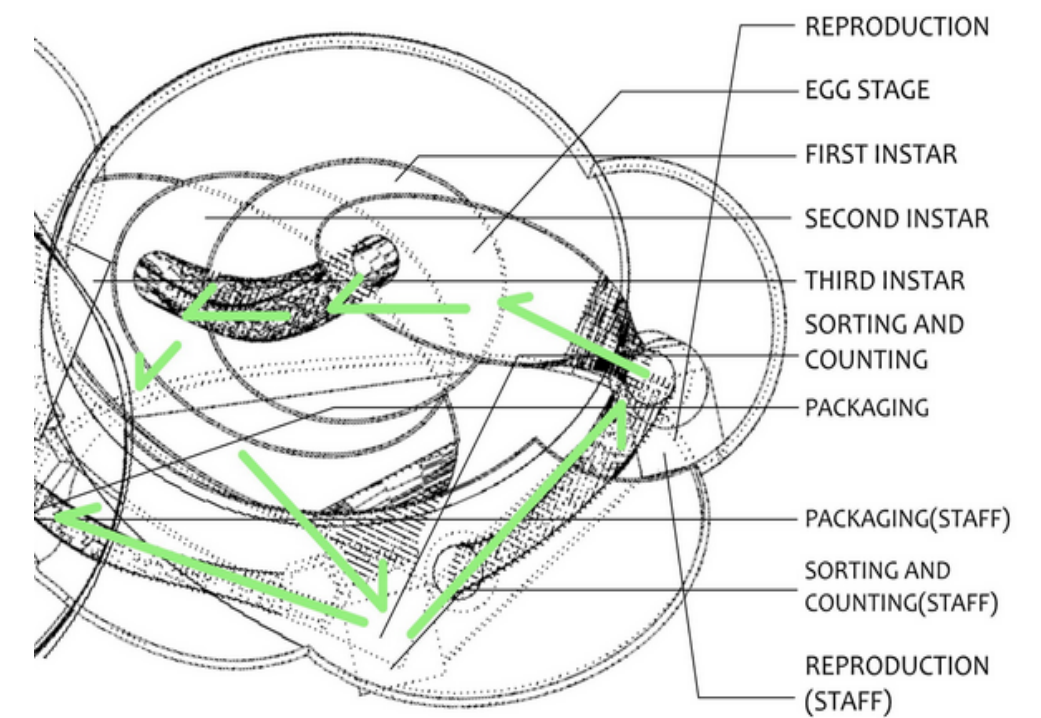 REPRODUCTION
EGG STAGE
FIRST INSTAR
SECOND INSTAR
THIRD INSTAR
SORTING AND
COUNTING
PACKAGING
PACKAGING(STAFF)
SORTING AND
COUNTING(STAFF)
REPRODUCTION
(STAFF)